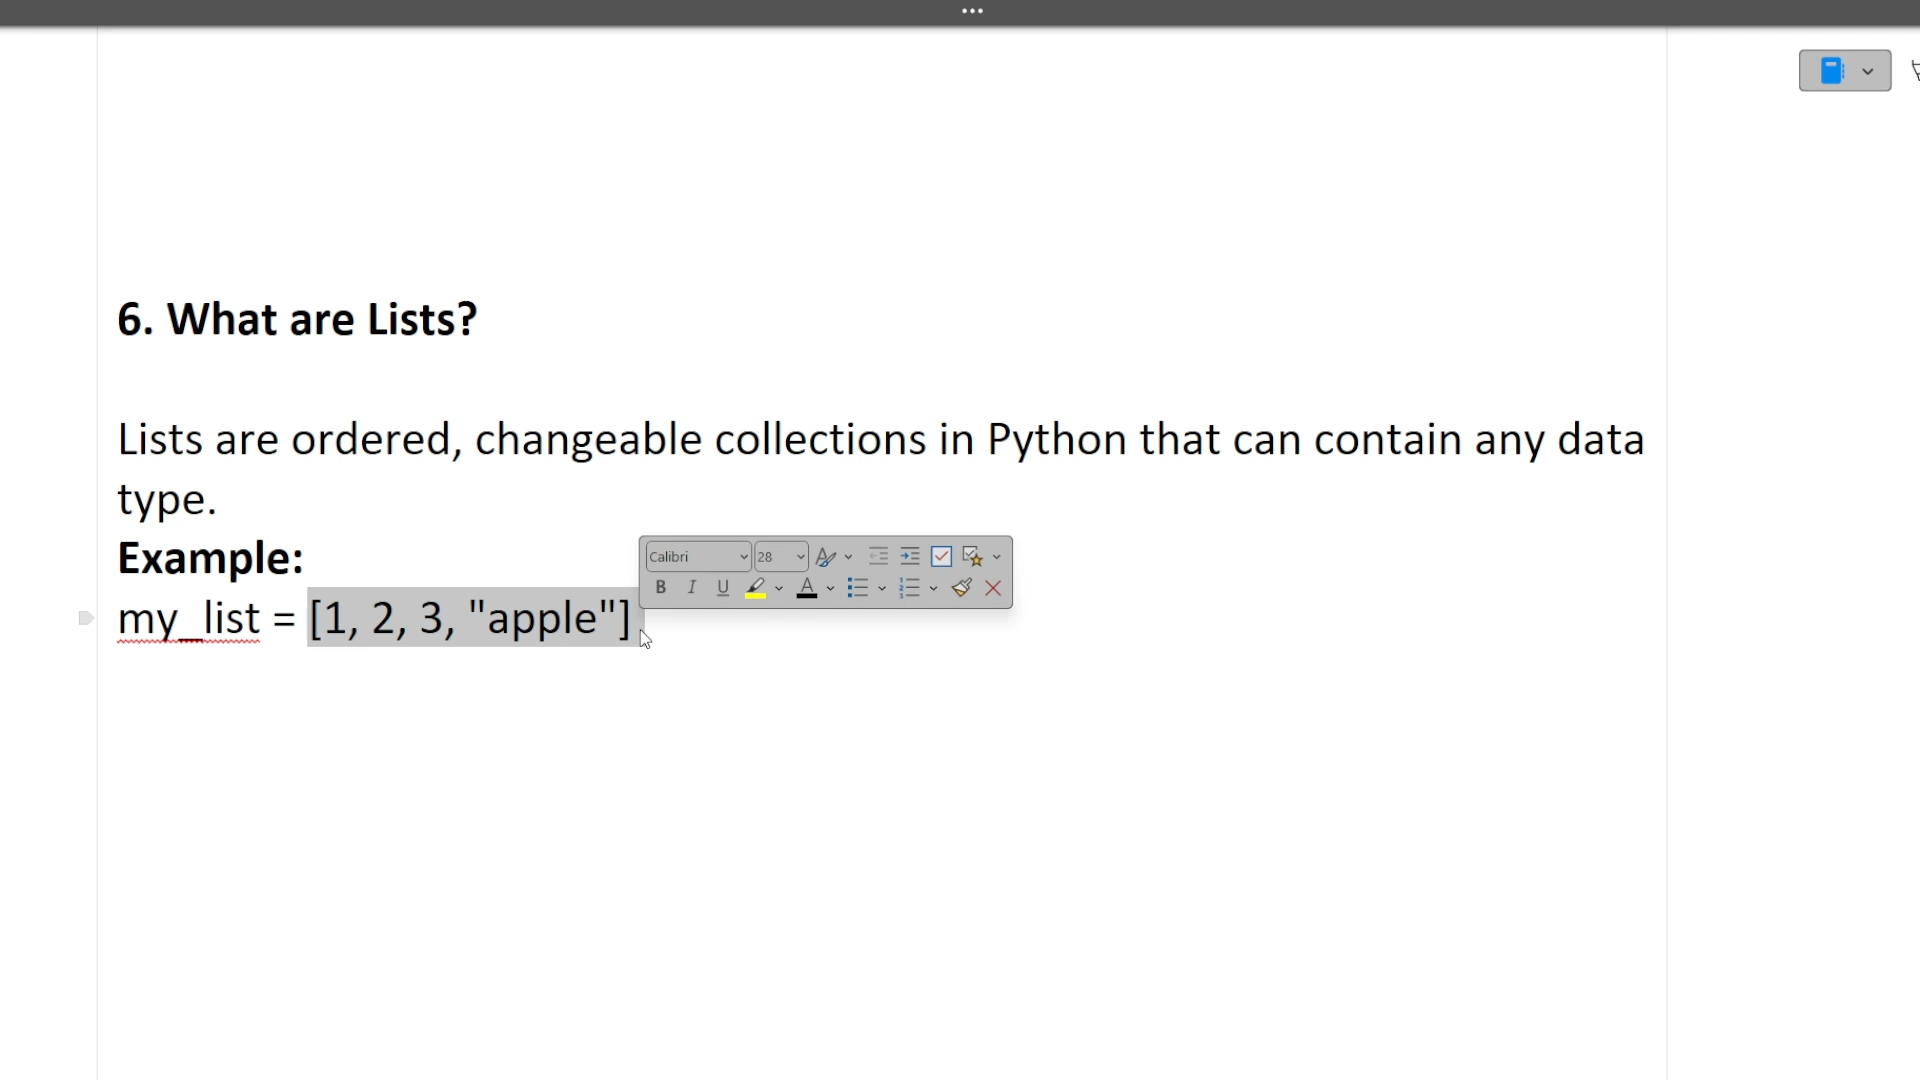 6. What are Lists?
Lists are ordered, changeable collections in Python that can contain any data
type.
Example:
Calibri 28
B I U A
my_list = [1, 2, 3, "apple"]